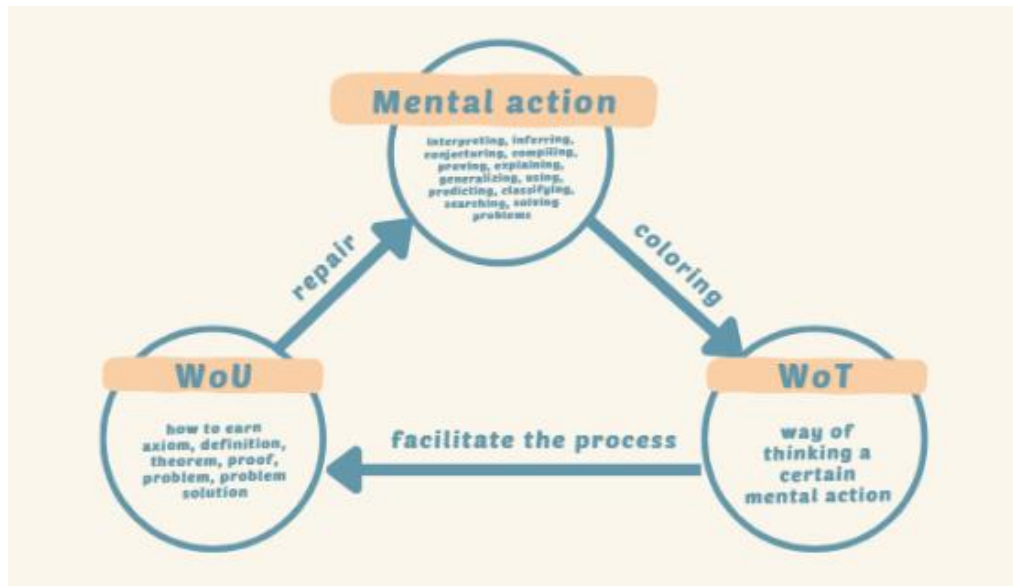 Mental action
interpreting, inferring,
conjecturing, compiling,
proving, explaining,
generalizing, using,
predicting, classifying,
searching, solving
problems
repair
coloring
WoU
how to earn
axiom, definition,
theorem, proof,
problem, problem
solution
facilitate the process
WoT
way of
thinking a
certain
mental action